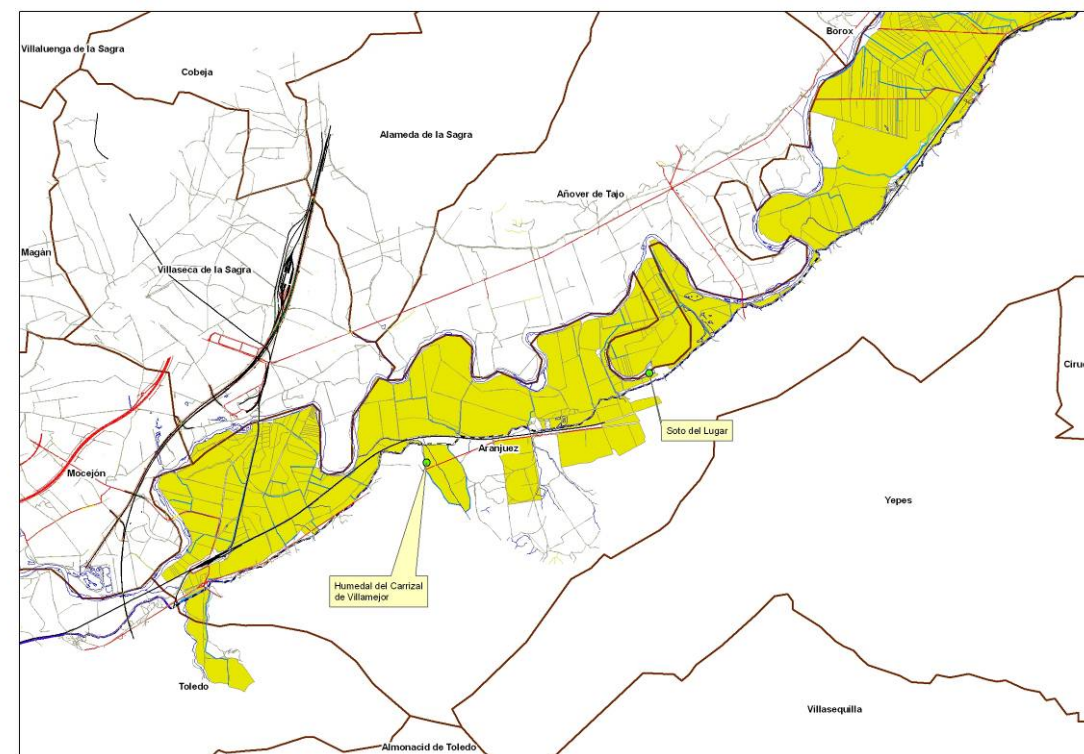 Borox
Villaluenga de la Sagra
Cobeja
Alameda de la Sagra
Añover de Tajo
Magán
Villaseca de la Sagra
Cirue
Soto del Lugar
Aranjuez
Mocejón
Yepes
Humedal del Carrizal
de Villamejor
Toledo
Villasequilla
Almonacid de Toledo